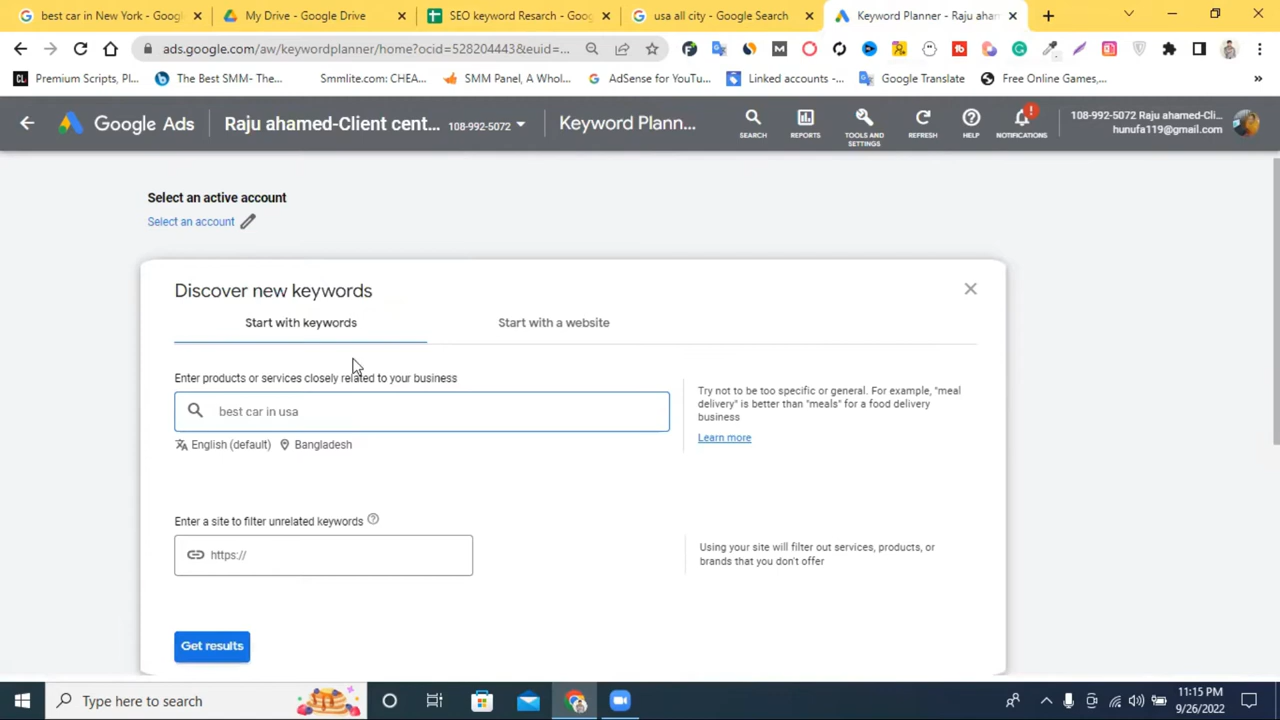 best car in New York - Googl
My Drive - Google Drive
SEO keyword Resarch - Goog
usa all city - Google Search
Keyword Planner - Raju aham
ads.google.com/aw/keywordplanner/home?ocid=528204443&euid=...
Premium Scripts, Pl...
The Best SMM- The...
Smmlite.com: CHEA...
SMM Panel, A Whol...
AdSense for YouTu...
Linked accounts -...
Google Translate
Free Online Games,...
Google Ads
Raju ahamed-Client cent... 108-992-5072
Keyword Plann...
SEARCH
REPORTS
TOOLS AND SETTINGS
REFRESH
HELP
NOTIFICATIONS
108-992-5072 Raju ahamed-Cli...
hunufa119@gmail.com
Select an active account
Select an account
Discover new keywords
Start with keywords
Start with a website
Enter products or services closely related to your business
best car in usa
English (default) Bangladesh
Try not to be too specific or general. For example, "meal
delivery" is better than "meals" for a food delivery
business
Learn more
Enter a site to filter unrelated keywords
https://
Using your site will filter out services, products, or
brands that you don't offer
Get results
Type here to search
11:15 PM
9/26/2022